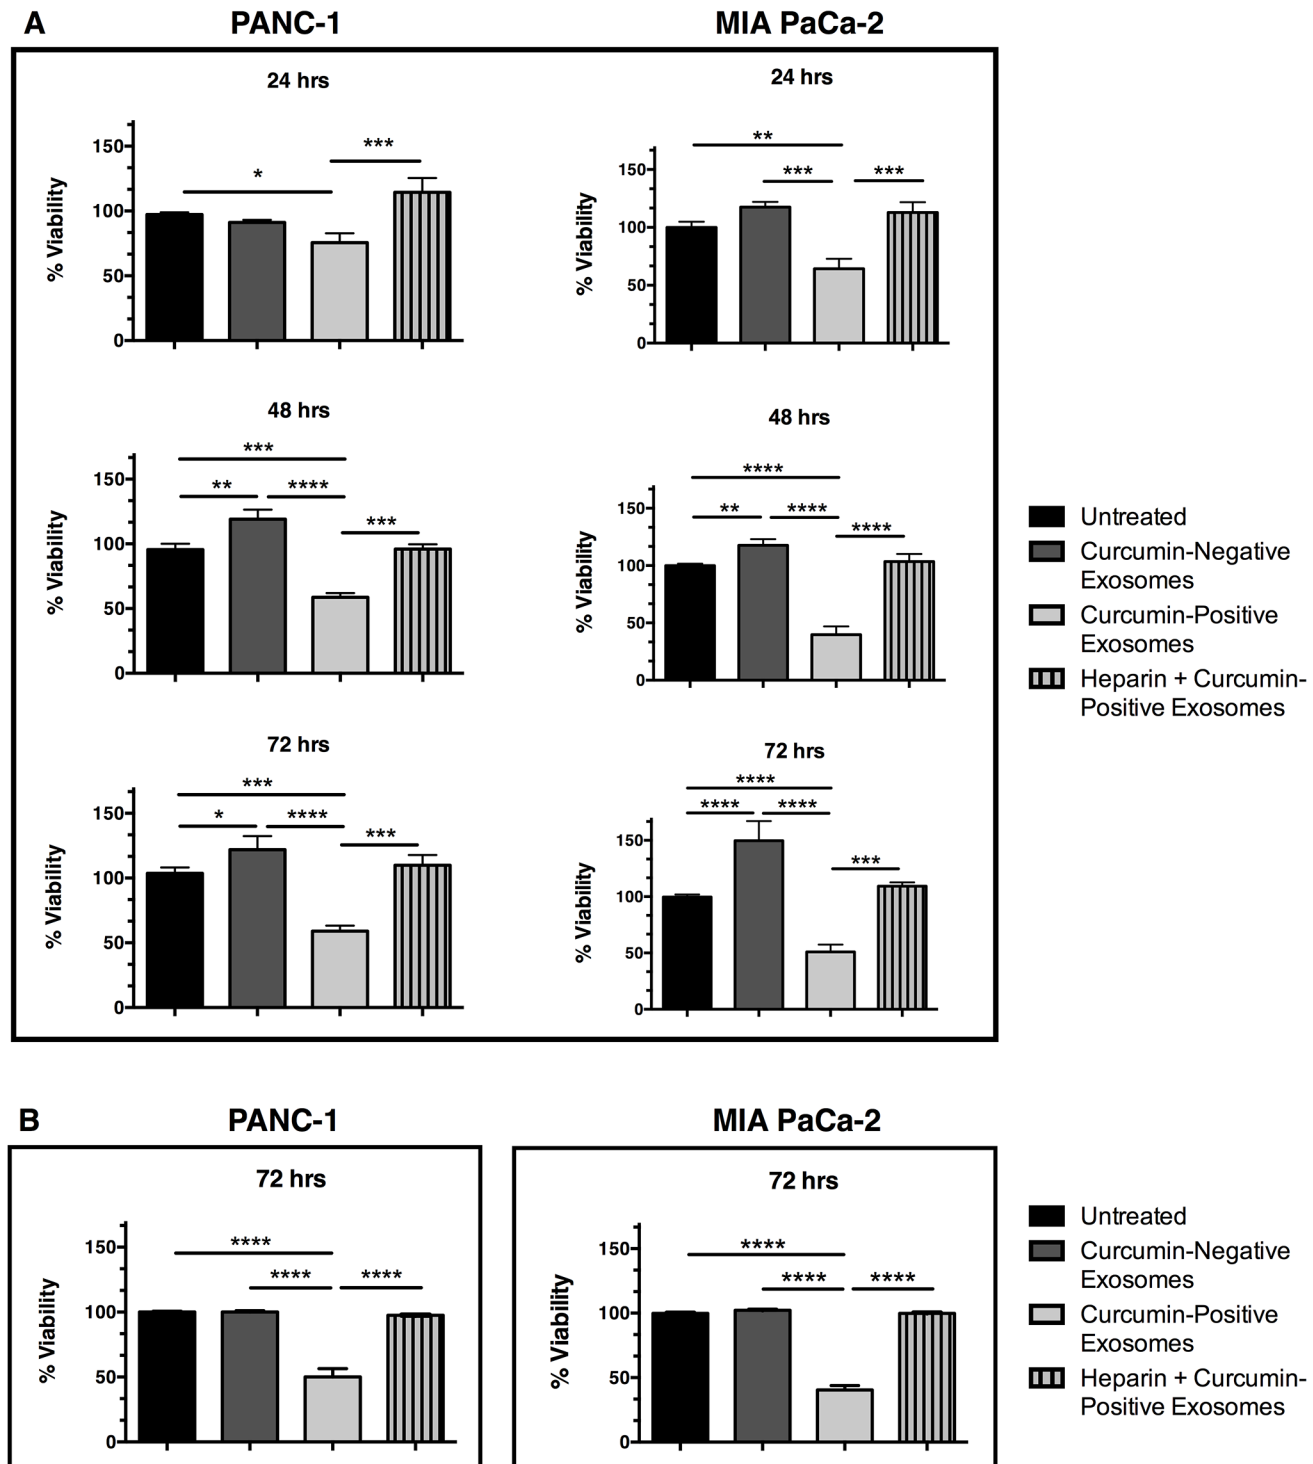 A
PANC-1
MIA PaCa-2
24 hrs
***
*
150
100
50
0
% Viability
24 hrs
**
***
***
150
100
50
0
% Viability
48 hrs
***
**
****
***
150
100
50
0
% Viability
48 hrs
****
**
****
****
150
100
50
0
% Viability
72 hrs
***
*
****
***
150
100
50
0
% Viability
72 hrs
****
****
****
***
150
100
50
0
% Viability
Untreated
Curcumin-Negative
Exosomes
Curcumin-Positive
Exosomes
Heparin + Curcumin-
Positive Exosomes
B
PANC-1
MIA PaCa-2
72 hrs
****
****
****
150
100
50
0
% Viability
72 hrs
****
****
****
150
100
50
0
% Viability
Untreated
Curcumin-Negative
Exosomes
Curcumin-Positive
Exosomes
Heparin + Curcumin-
Positive Exosomes